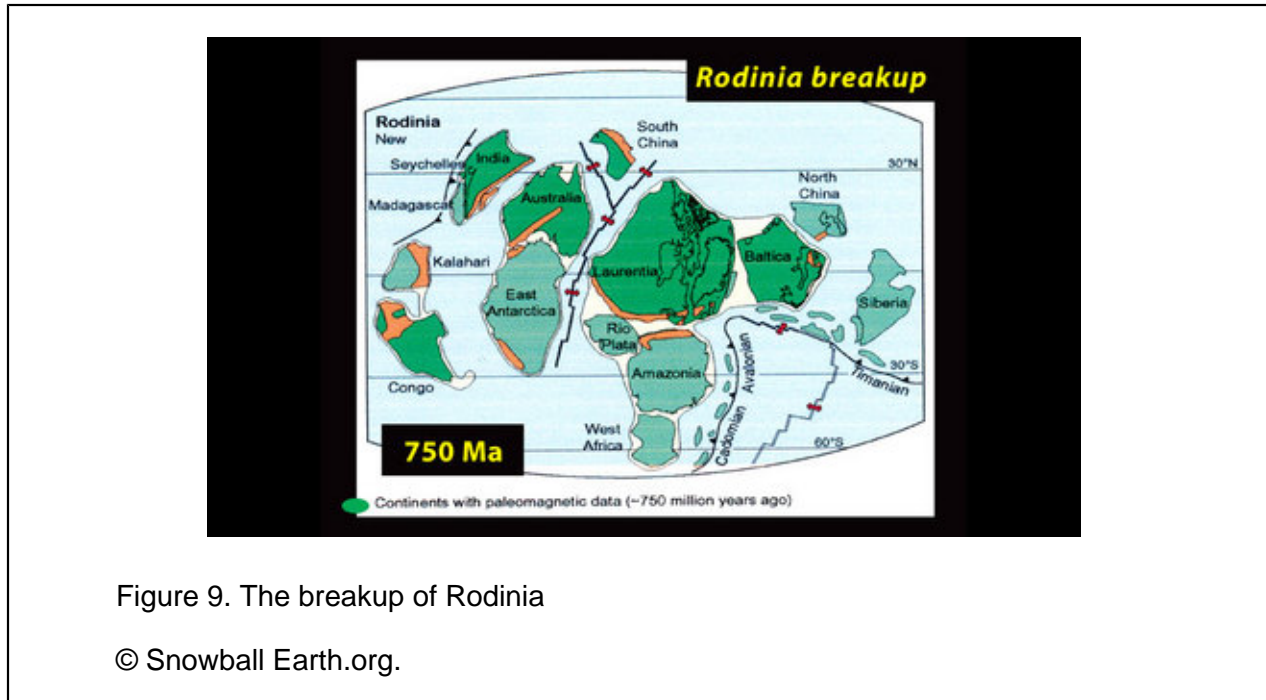 Rodinia breakup
Rodinia
New
South
China
Seychelles
India
30°N
North
China
Madagascar
Australia
Kalahari
Laurentia
Baltica
East
Antarctica
Siberia
Rio
Plata
Amazonia
Avalonian
30°S
Timanian
Congo
West
Africa
Cadomian
60°S
750 Ma
Continents with paleomagnetic data (~750 million years ago)
Figure 9. The breakup of Rodinia
© Snowball Earth.org.